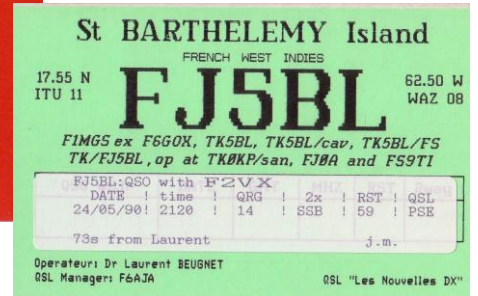 St BARTHELEMY Island
FRENCH WEST INDIES
17.55 N
ITU 11
FJ5BL
62.50 W
WAZ 08
F1MGS ex F6GOX, TK5BL, TK5BL/cav, TK5BL/FS
TK/FJ5BL, op at TKØKP/san, FJØA and FS9TI
FJ5BL:QSO with F2VX
DATE ! time ! QRG ! 2x ! RST ! QSL
24/05/90! 2120 ! 14 ! SSB ! 59 ! PSE
73s from Laurent j.m.
Operateur: Dr Laurent BEUGNET
QSL Manager: F6AJA
QSL "Les Nouvelles DX"